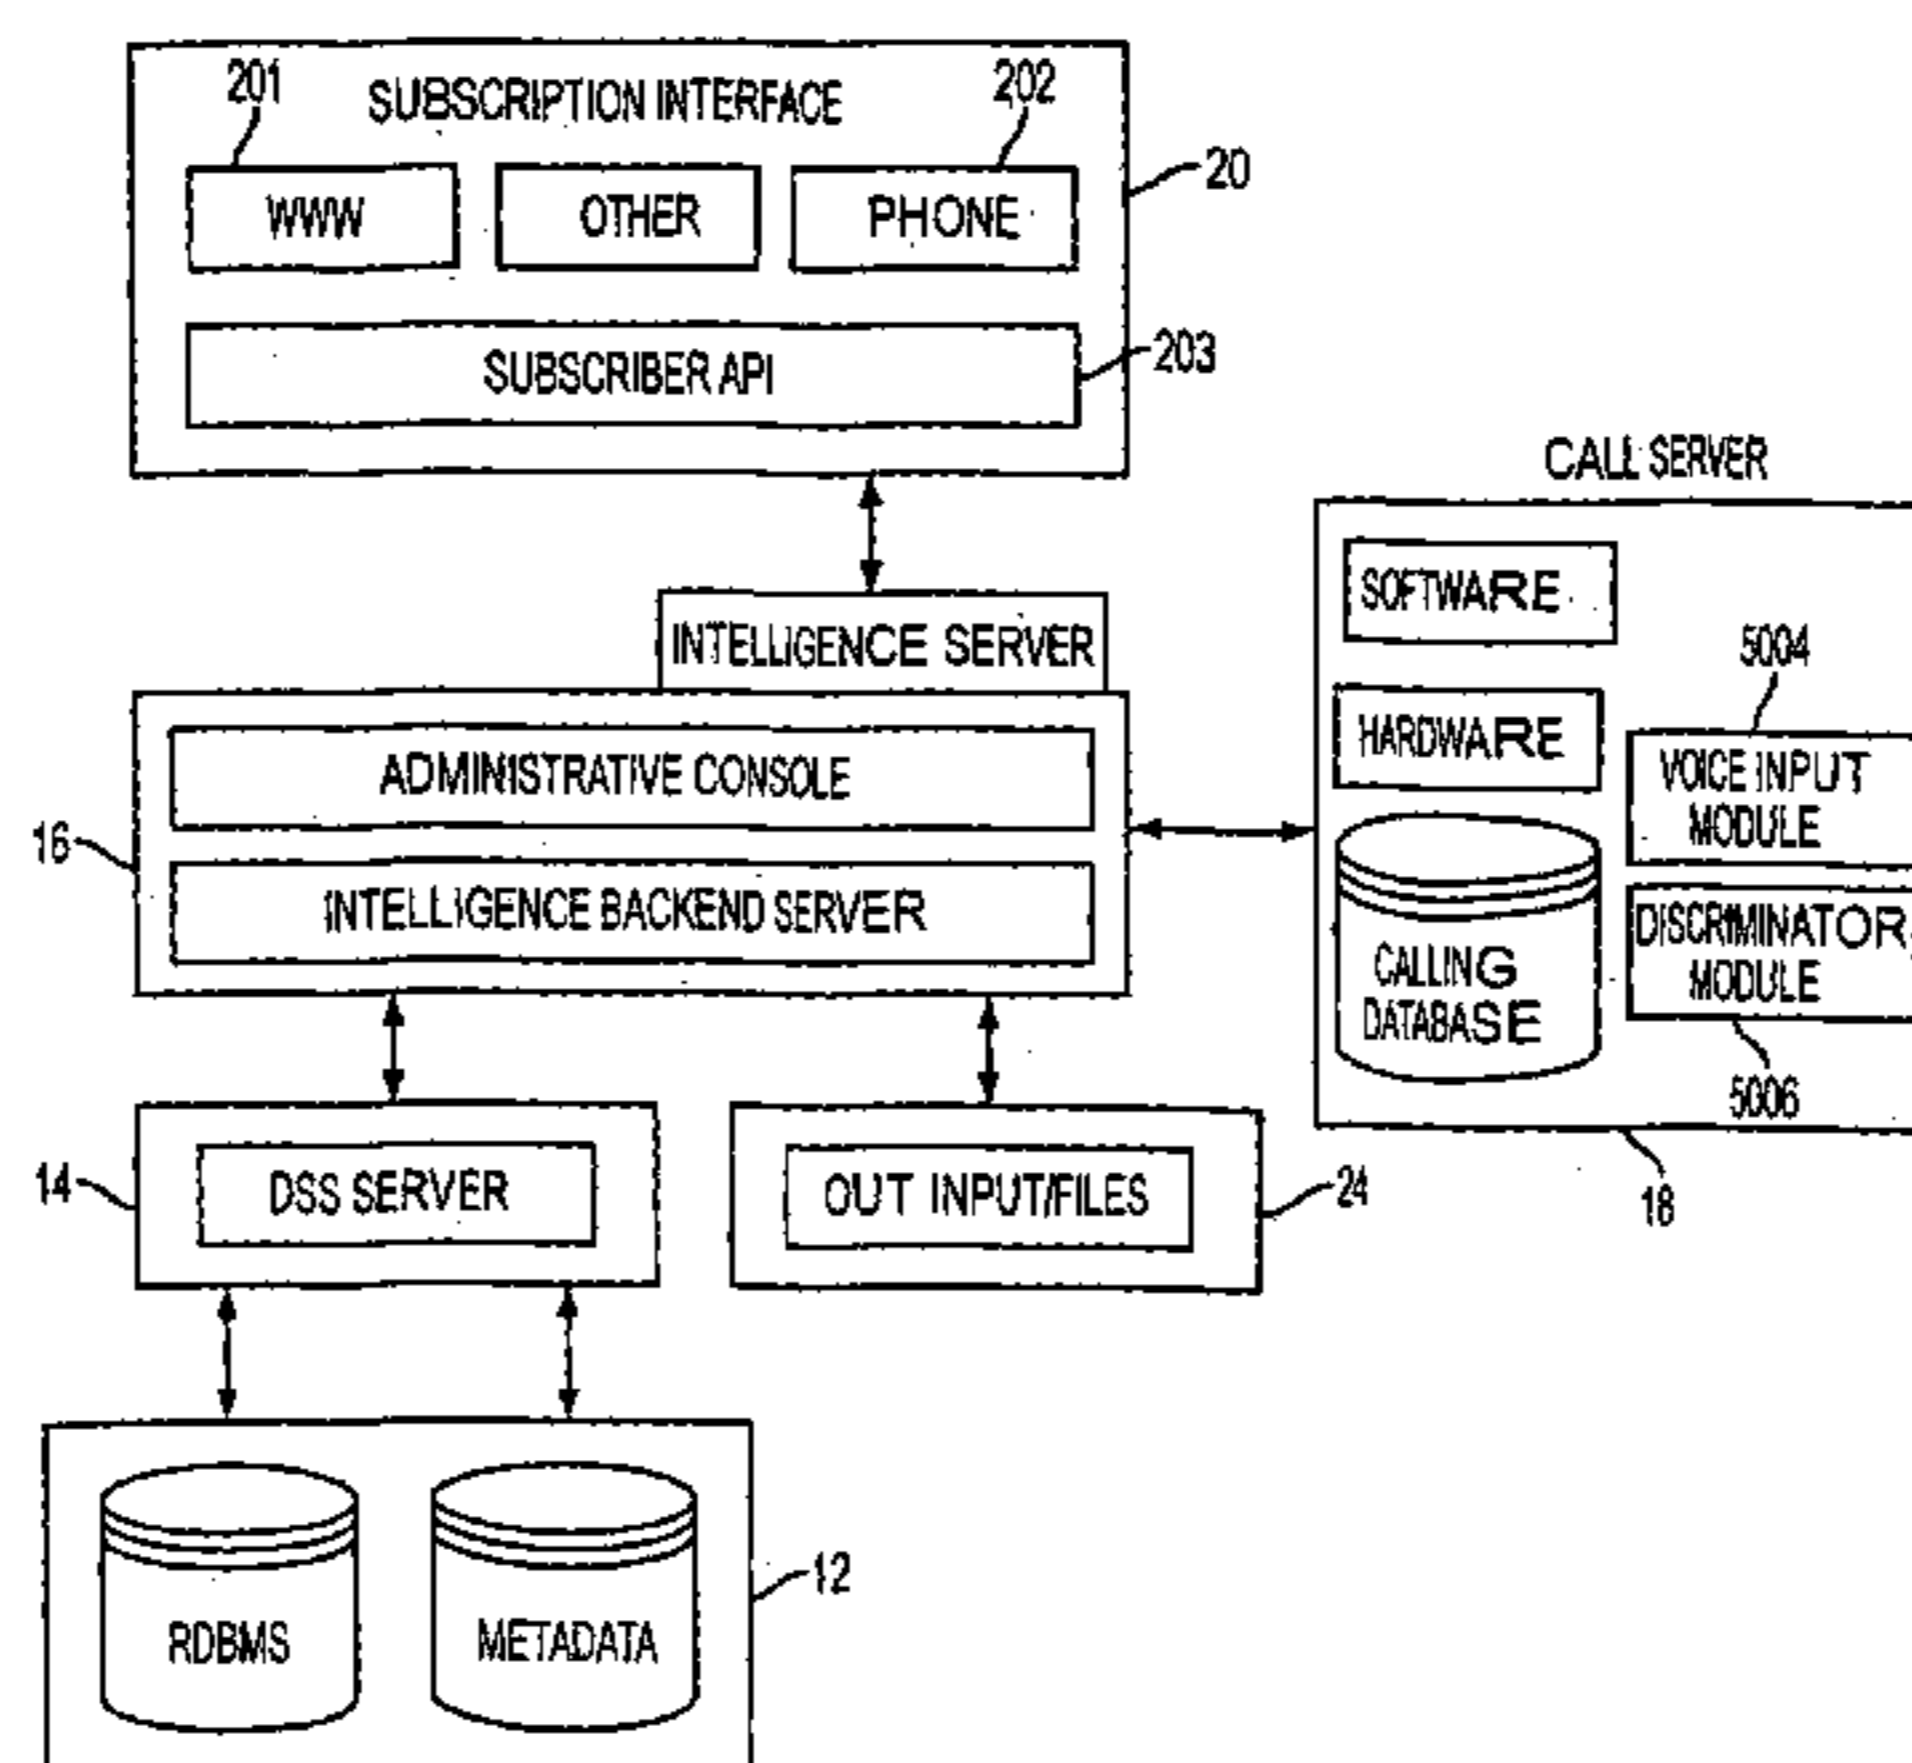 201
SUBSCRIPTION INTERFACE
202
WWW
OTHER
PHONE
20
SUBSCRIBER API
203
CALL SERVER
SOFTWARE
INTELLIGENCE SERVER
5004
HARDWARE
VOICE INPUT
MODULE
ADMINISTRATIVE CONSOLE
16
INTELLIGENCE BACKEND SERVER
DISCRIMINATOR
MODULE
CALLING
DATABASE
5006
14
DSS SERVER
OUT INPUT/FILES
24
18
12
RDBMS
METADATA